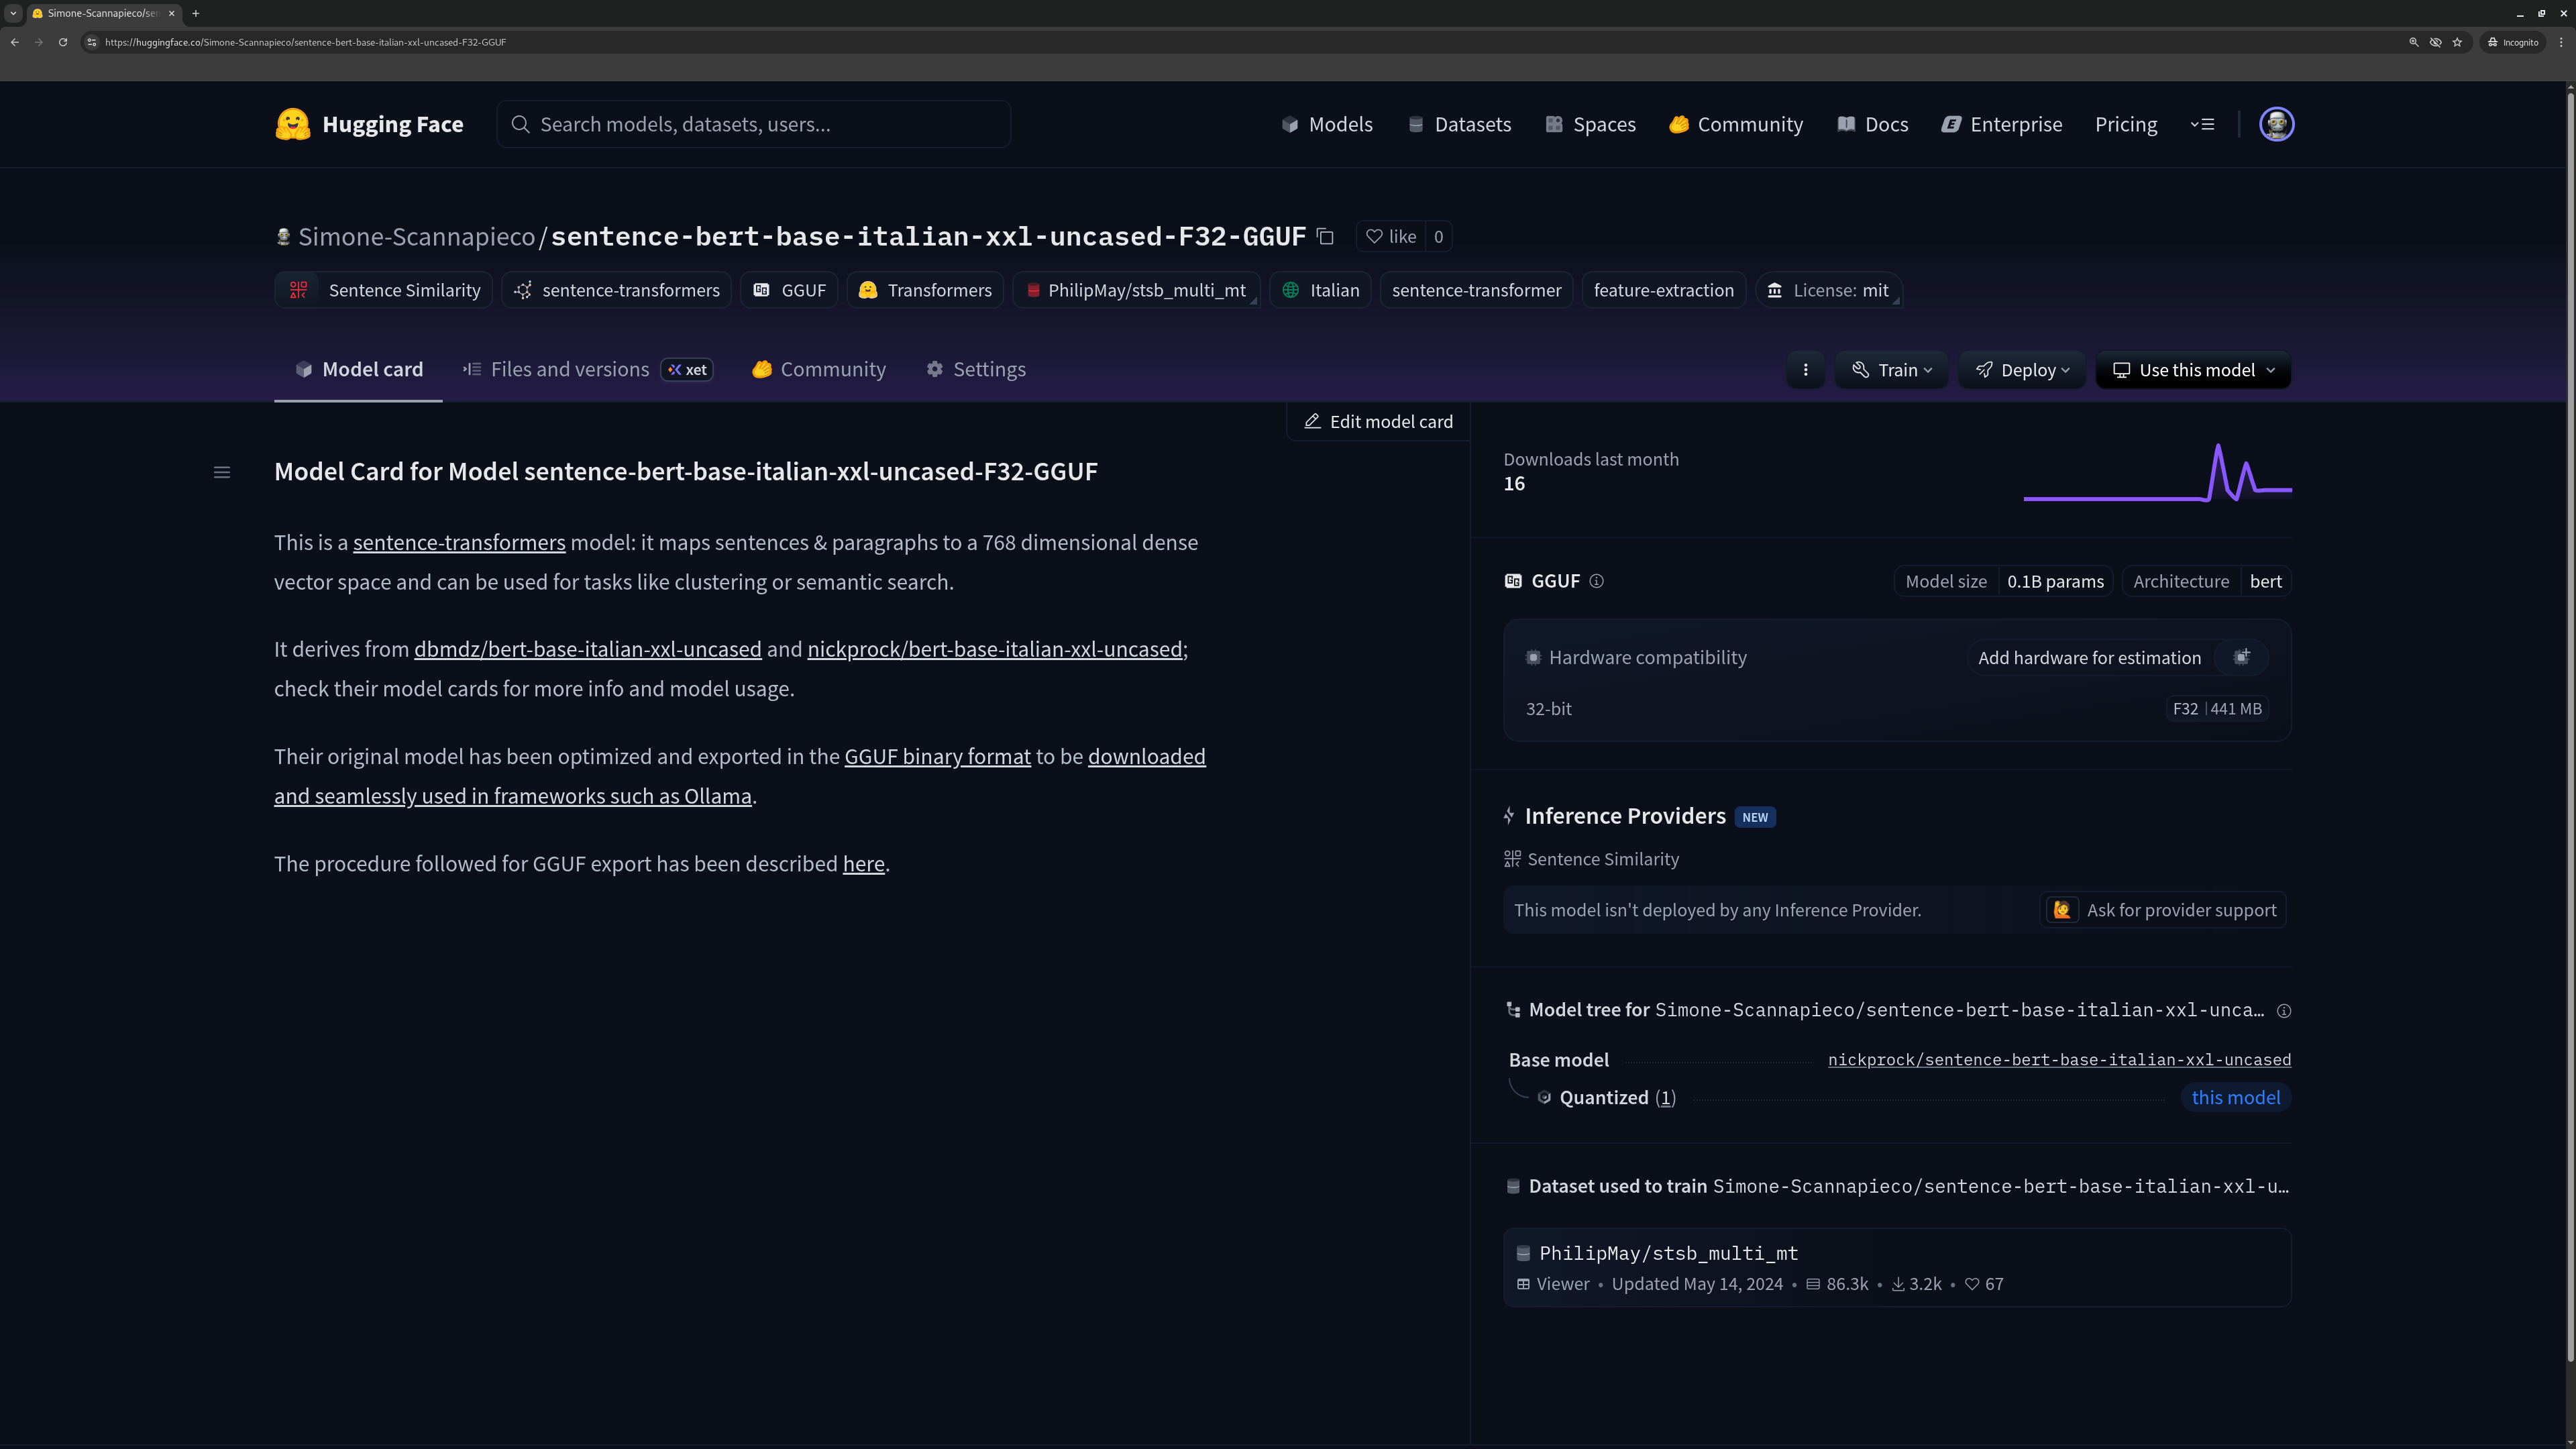 Simone-Scannapieco/se
https://huggingface.co/Simone-Scannapieco/sentence-bert-base-italian-xxl-uncased-F32-GGUF
Incognito
Hugging Face
Search models, datasets, users...
Models
Datasets
Spaces
Community
Docs
Enterprise
Pricing
Simone-Scannapieco/sentence-bert-base-italian-xxl-uncased-F32-GGUF
like 0
Sentence Similarity
sentence-transformers
GGUF
Transformers
PhilipMay/stsb_multi_mt
Italian
sentence-transformer
feature-extraction
License: mit
Model card
Files and versions
xet
Community
Settings
Train
Deploy
Use this model
Edit model card
Model Card for Model sentence-bert-base-italian-xxl-uncased-F32-GGUF
This is a sentence-transformers model: it maps sentences & paragraphs to a 768 dimensional dense
vector space and can be used for tasks like clustering or semantic search.
It derives from dbmdz/bert-base-italian-xxl-uncased and nickprock/bert-base-italian-xxl-uncased;
check their model cards for more info and model usage.
Their original model has been optimized and exported in the GGUF binary format to be downloaded
and seamlessly used in frameworks such as Ollama.
The procedure followed for GGUF export has been described here.
Downloads last month
16
GGUF
Model size 0.1B params
Architecture bert
Hardware compatibility
Add hardware for estimation
32-bit
F32 441 MB
Inference Providers NEW
Sentence Similarity
This model isn't deployed by any Inference Provider.
Ask for provider support
Model tree for Simone-Scannapieco/sentence-bert-base-italian-xxl-unca…
Base model
nickprock/sentence-bert-base-italian-xxl-uncased
Quantized (1)
this model
Dataset used to train Simone-Scannapieco/sentence-bert-base-italian-xxl-u…
PhilipMay/stsb_multi_mt
Viewer • Updated May 14, 2024 • 86.3k • 3.2k • 67